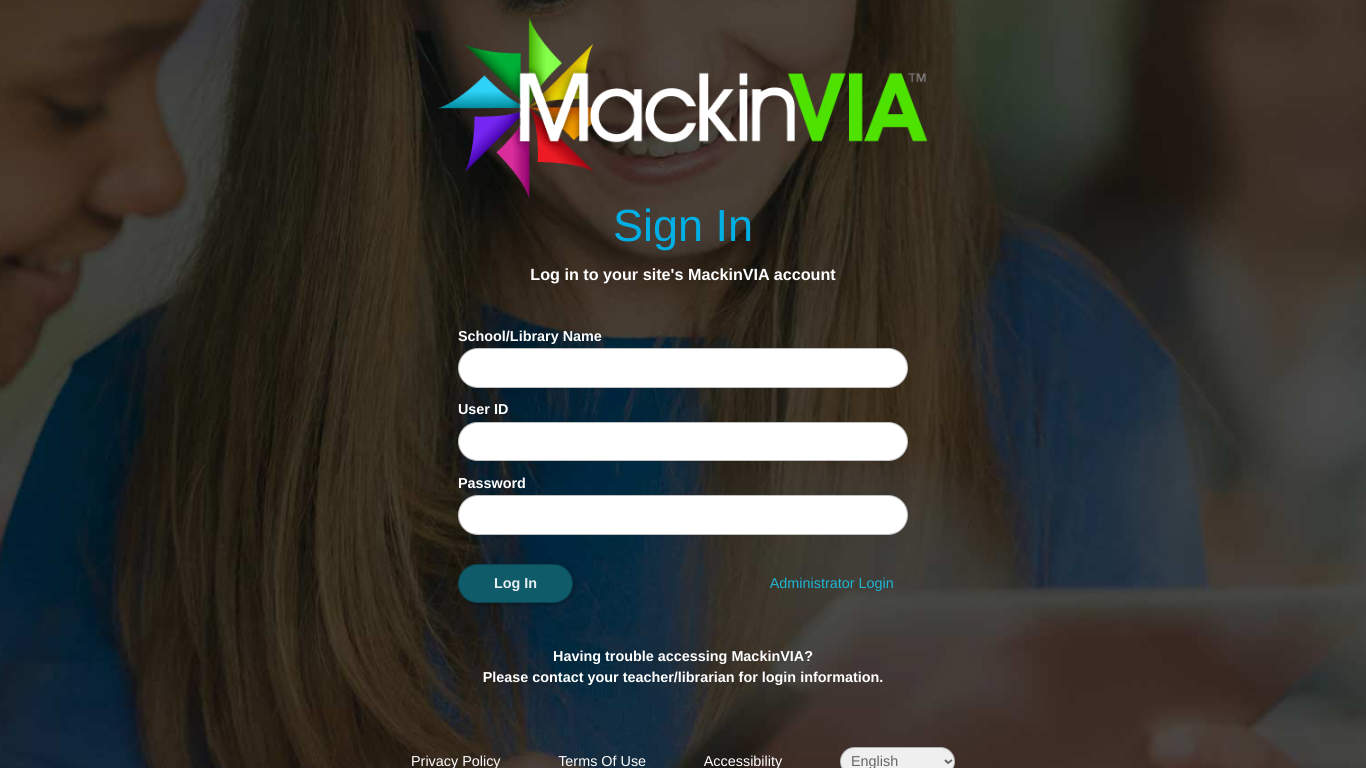 MackinVIA™
Sign In
Log in to your site's MackinVIA account
School/Library Name
User ID
Password
Log In
Administrator Login
Having trouble accessing MackinVIA?
Please contact your teacher/librarian for login information.
Privacy Policy
Terms Of Use
Accessibility
English